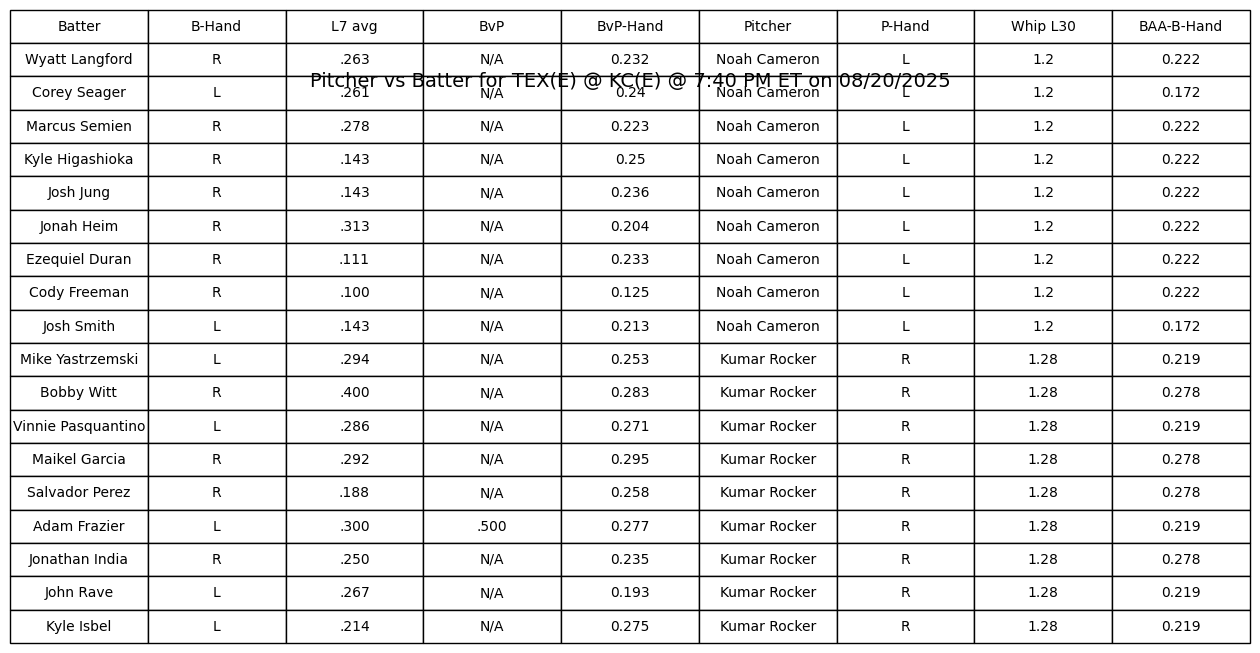 Batter B-Hand L7 avg BvP BvP-Hand Pitcher P-Hand Whip L30 BAA-B-Hand
Wyatt Langford R .263 N/A 0.232 Noah Cameron L 1.2 0.222
Pitcher vs Batter for TEX(E) @ KC(E) @ 7:40 PM ET on 08/20/2025
Corey Seager L .261 N/A 0.24 Noah Cameron L 1.2 0.172
Marcus Semien R .278 N/A 0.223 Noah Cameron L 1.2 0.222
Kyle Higashioka R .143 N/A 0.25 Noah Cameron L 1.2 0.222
Josh Jung R .143 N/A 0.236 Noah Cameron L 1.2 0.222
Jonah Heim R .313 N/A 0.204 Noah Cameron L 1.2 0.222
Ezequiel Duran R .111 N/A 0.233 Noah Cameron L 1.2 0.222
Cody Freeman R .100 N/A 0.125 Noah Cameron L 1.2 0.222
Josh Smith L .143 N/A 0.213 Noah Cameron L 1.2 0.172
Mike Yastrzemski L .294 N/A 0.253 Kumar Rocker R 1.28 0.219
Bobby Witt R .400 N/A 0.283 Kumar Rocker R 1.28 0.278
Vinnie Pasquantino L .286 N/A 0.271 Kumar Rocker R 1.28 0.219
Maikel Garcia R .292 N/A 0.295 Kumar Rocker R 1.28 0.278
Salvador Perez R .188 N/A 0.258 Kumar Rocker R 1.28 0.278
Adam Frazier L .300 .500 0.277 Kumar Rocker R 1.28 0.219
Jonathan India R .250 N/A 0.235 Kumar Rocker R 1.28 0.278
John Rave L .267 N/A 0.193 Kumar Rocker R 1.28 0.219
Kyle Isbel L .214 N/A 0.275 Kumar Rocker R 1.28 0.219